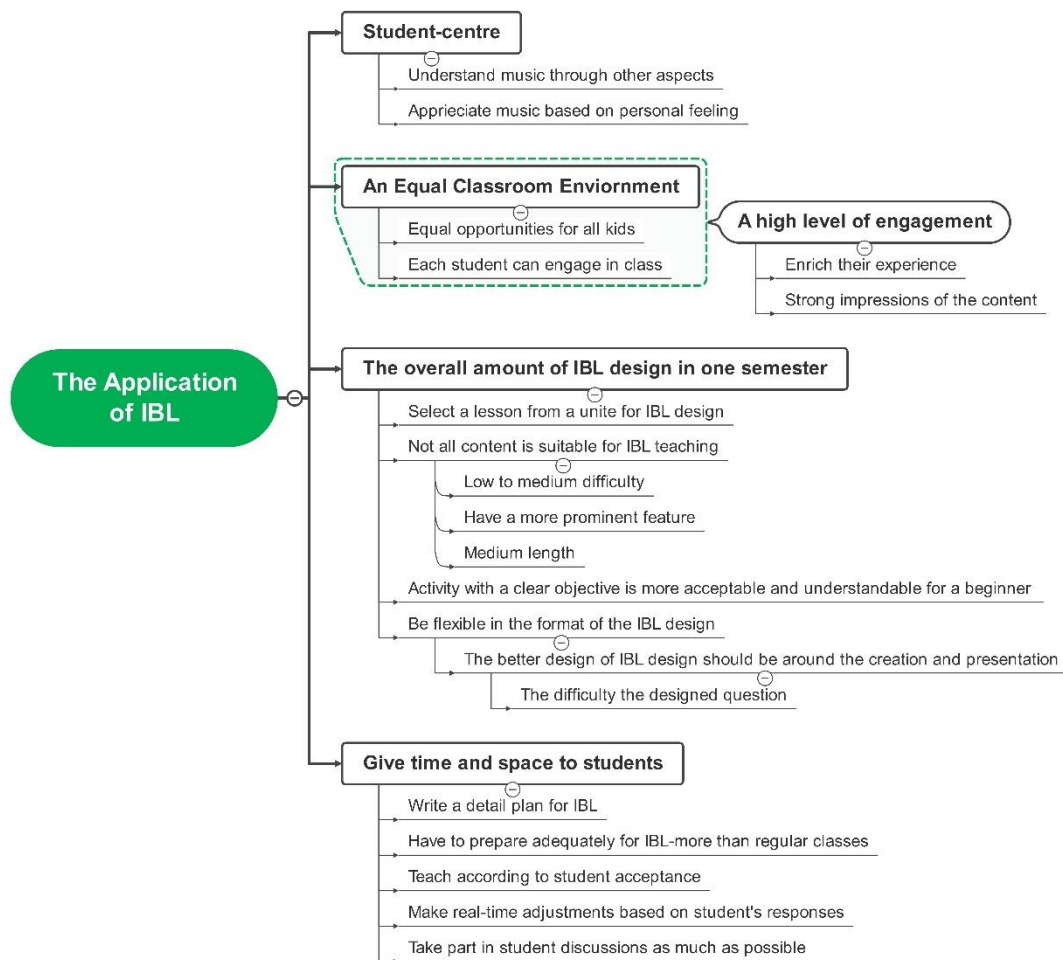 The Application
of IBL
Student-centre
Understand music through other aspects
Apprieciate music based on personal feeling
An Equal Classroom Enviornment
Equal opportunities for all kids
Each student can engage in class
A high level of engagement
Enrich their experience
Strong impressions of the content
The overall amount of IBL design in one semester
Select a lesson from a unite for IBL design
Not all content is suitable for IBL teaching
Low to medium difficulty
Have a more prominent feature
Medium length
Activity with a clear objective is more acceptable and understandable for a beginner
Be flexible in the format of the IBL design
The better design of IBL design should be around the creation and presentation
The difficulty the designed question
Give time and space to students
Write a detail plan for IBL
Have to prepare adequately for IBL-more than regular classes
Teach according to student acceptance
Make real-time adjustments based on student's responses
Take part in student discussions as much as possible